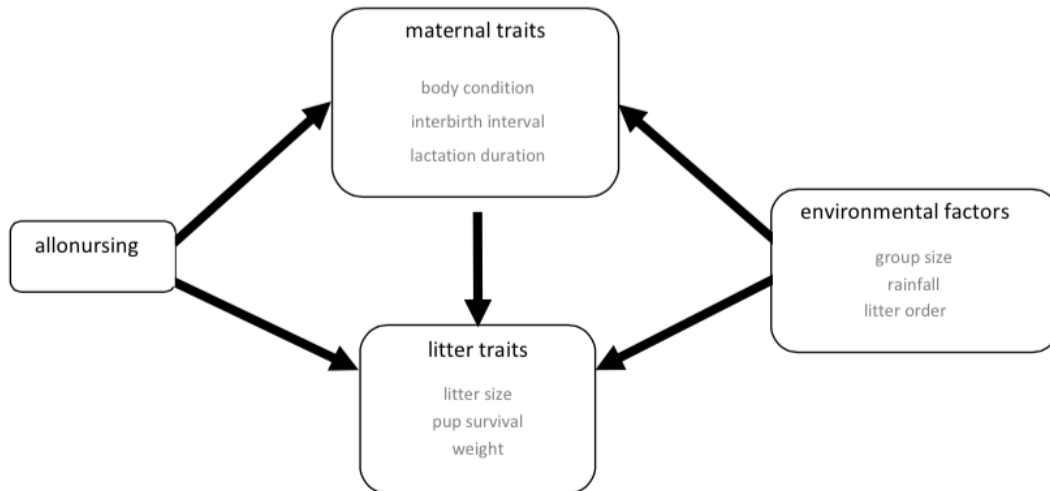 maternal traits
body condition
interbirth interval
lactation duration
allonursing
environmental factors
group size
rainfall
litter order
litter traits
litter size
pup survival
weight